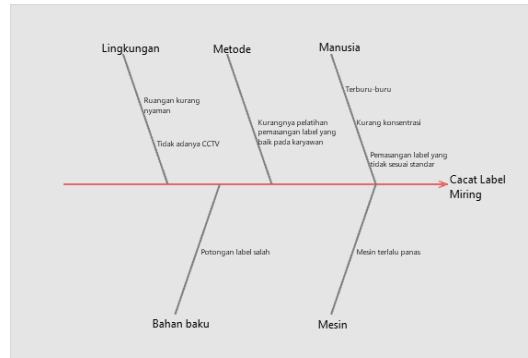 Lingkungan
Metode
Manusia
Ruangan kurang
nyaman
Tidak adanya CCTV
Kurangnya pelatihan
pemasangan label yang
baik pada karyawan
Terburu-buru
Kurang konsentrasi
Pemasangan label yang
tidak sesuai standar
Cacat Label
Miring
Potongan label salah
Mesin terlalu panas
Bahan baku
Mesin